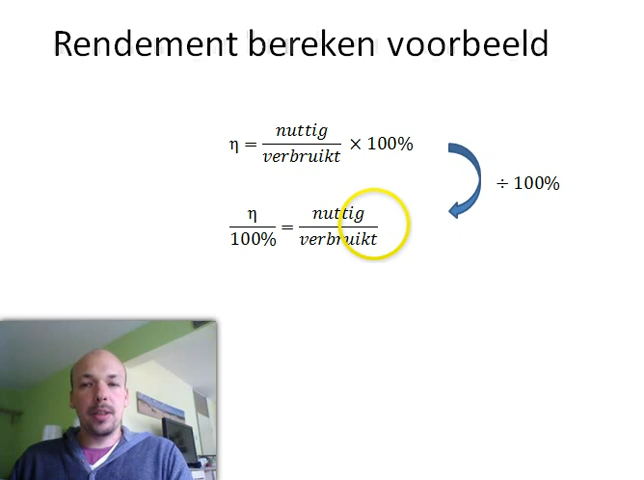 Rendement bereken voorbeeld
η = nuttig / verbruikt × 100%
÷ 100%
η / 100% = nuttig / verbruikt